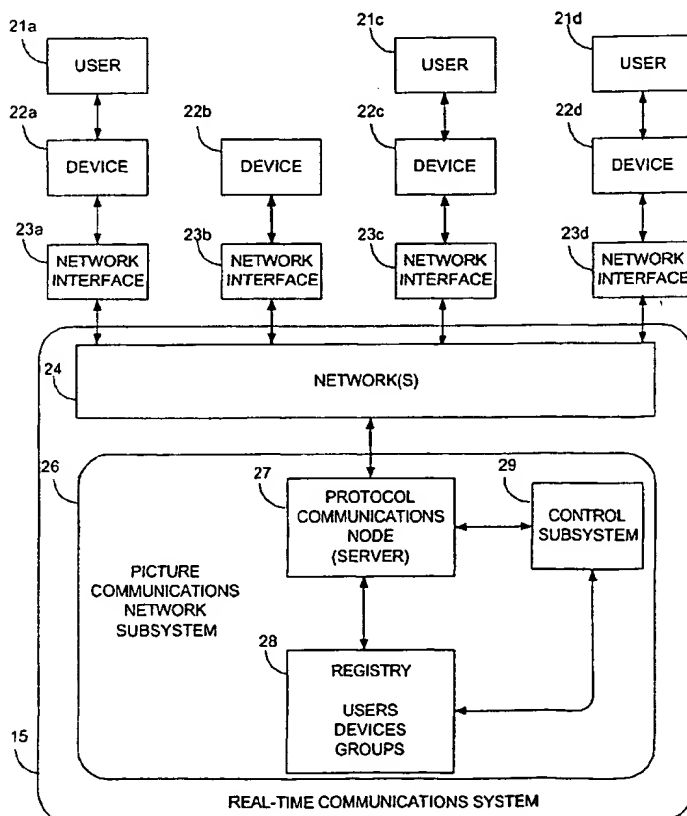 21a
USER
21c
USER
21d
USER
22a
DEVICE
22b
DEVICE
22c
DEVICE
22d
DEVICE
23a
NETWORK
INTERFACE
23b
NETWORK
INTERFACE
23c
NETWORK
INTERFACE
23d
NETWORK
INTERFACE
24
NETWORK(S)
26
PICTURE
COMMUNICATIONS
NETWORK
SUBSYSTEM
27
PROTOCOL
COMMUNICATIONS
NODE
(SERVER)
29
CONTROL
SUBSYSTEM
28
REGISTRY
USERS
DEVICES
GROUPS
15
REAL-TIME COMMUNICATIONS SYSTEM